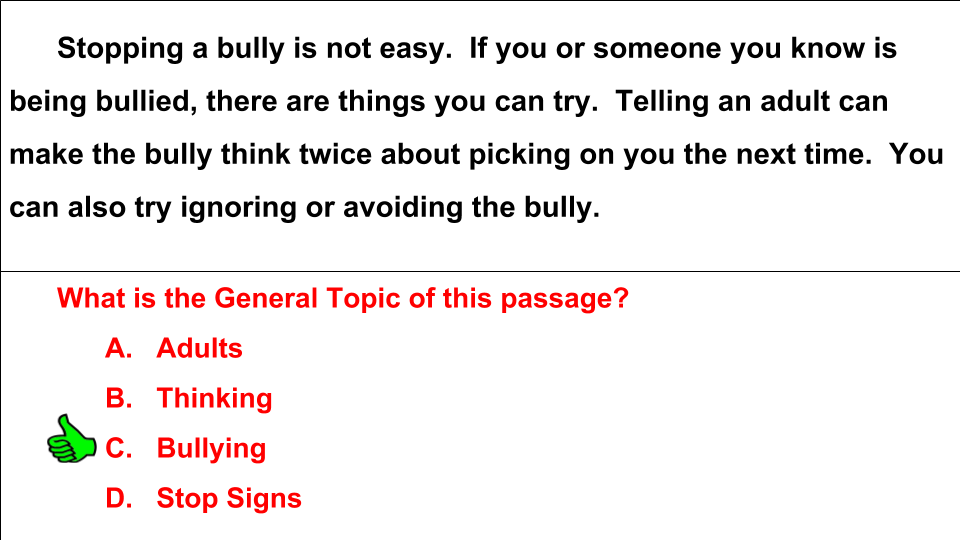 Stopping a bully is not easy.  If you or someone you know is
being bullied, there are things you can try.  Telling an adult can
make the bully think twice about picking on you the next time.  You
can also try ignoring or avoiding the bully.
What is the General Topic of this passage?
A. Adults
B. Thinking
C. Bullying
D. Stop Signs